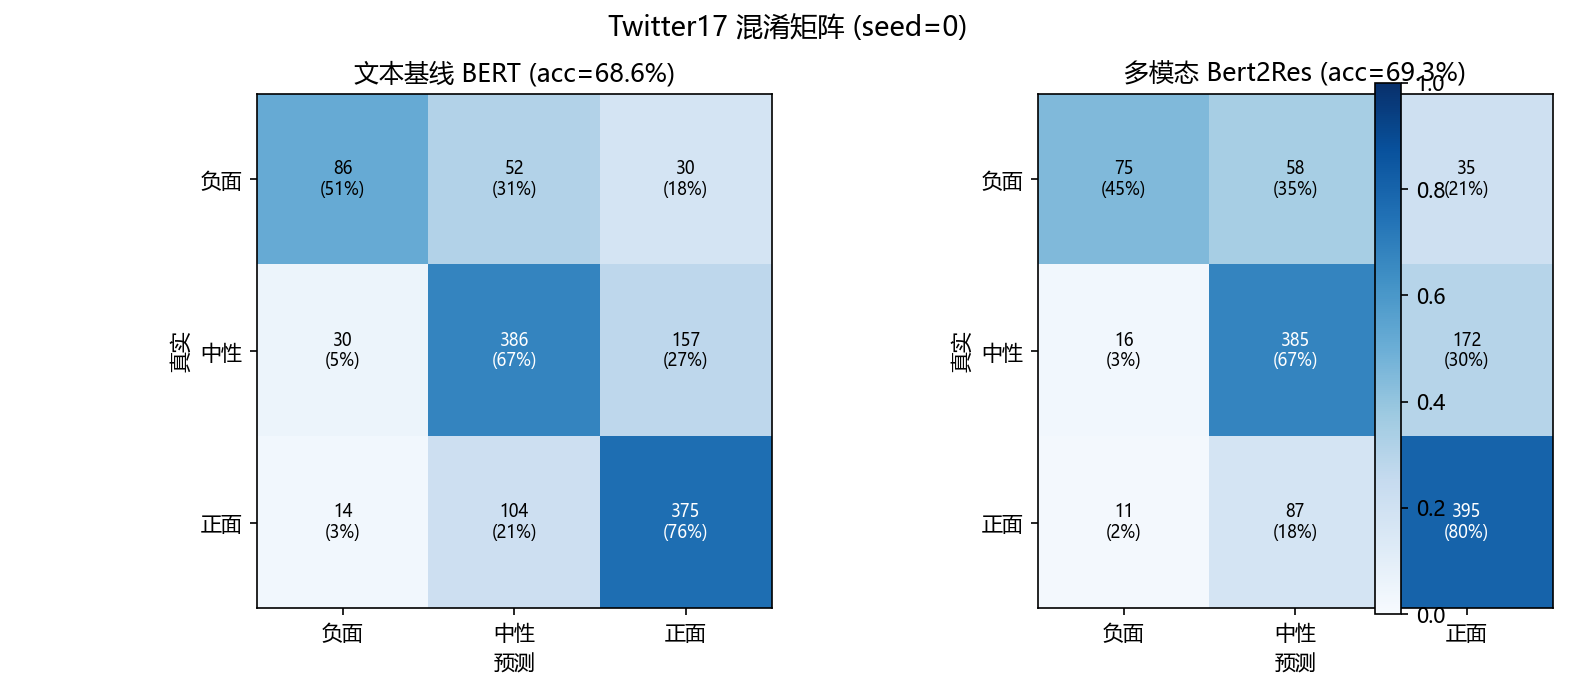 Twitter17 混淆矩阵 (seed=0)
文本基线 BERT (acc=68.6%)
负面
86
(51%)
52
(31%)
30
(18%)
真实
中性
30
(5%)
386
(67%)
157
(27%)
正面
14
(3%)
104
(21%)
375
(76%)
负面
中性
正面
预测
多模态 Bert2Res (acc=69.3%)
负面
75
(45%)
58
(35%)
35
(21%)
真实
中性
16
(3%)
385
(67%)
172
(30%)
正面
11
(2%)
87
(18%)
395
(80%)
负面
中性
正面
预测
1.0
0.8
0.6
0.4
0.2
0.0